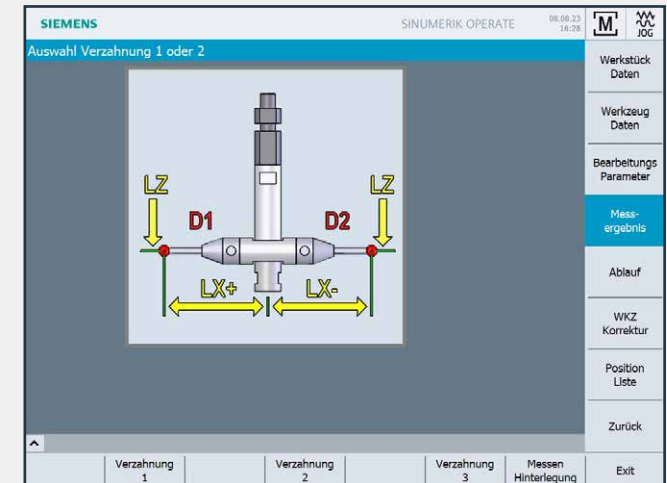 SIEMENS
SINUMERIK OPERATE
08.08.23
16:28
M
JOG
Auswahl Verzahnung 1 oder 2
LZ
LZ
D1
D2
LX+
LX-
Werkstück
Daten
Werkzeug
Daten
Bearbeitungs
Parameter
Mess-
ergebnis
Ablauf
WKZ
Korrektur
Position
Liste
Zurück
Verzahnung
1
Verzahnung
2
Verzahnung
3
Messen
Hinterlegung
Exit